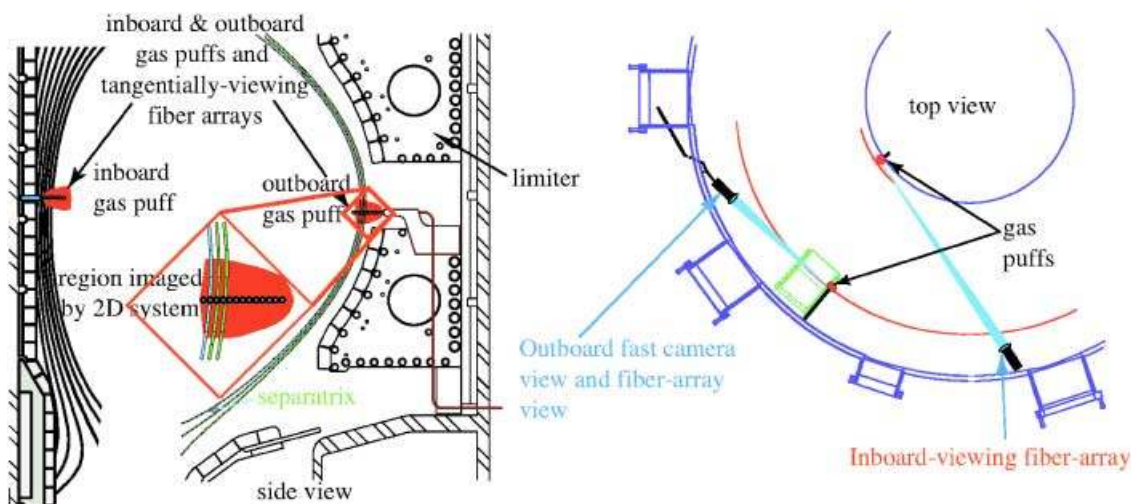 inboard & outboard
gas puffs and
tangentially-viewing
fiber arrays
inboard
gas puff
outboard
gas puff
limiter
region imaged
by 2D system
separatrix
side view
top view
gas
puffs
Outboard fast camera
view and fiber-array
view
Inboard-viewing fiber-array